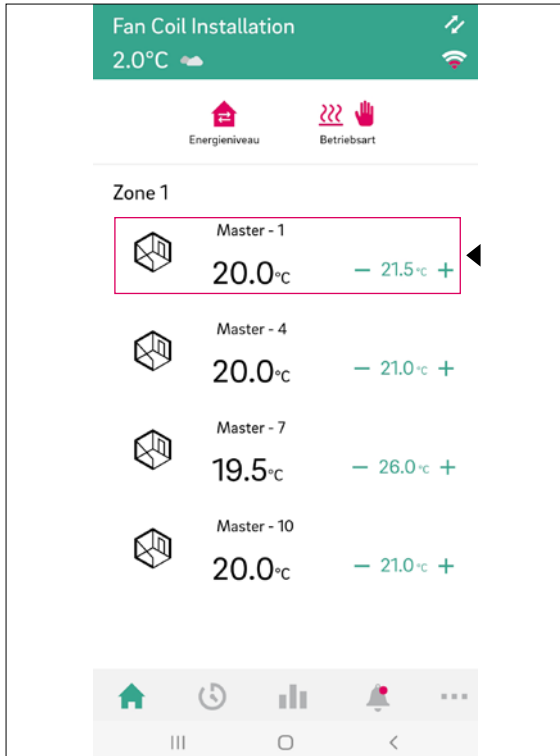 Fan Coil Installation
2.0°C
Energieniveau Betriebsart
Zone 1
Master - 1
20.0°C − 21.5°C +
Master - 4
20.0°C − 21.0°C +
Master - 7
19.5°C − 26.0°C +
Master - 10
20.0°C − 21.0°C +